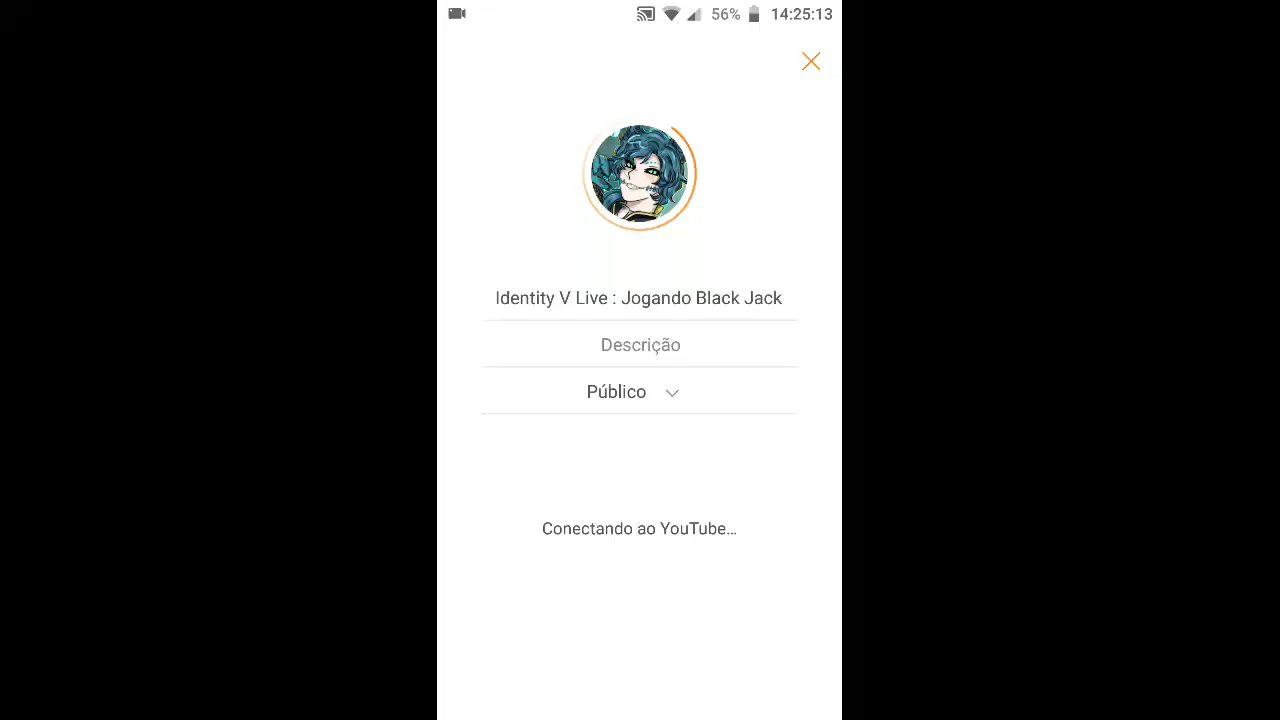 56% 14:25:13
Identity V Live : Jogando Black Jack
Descrição
Público
Conectando ao YouTube...